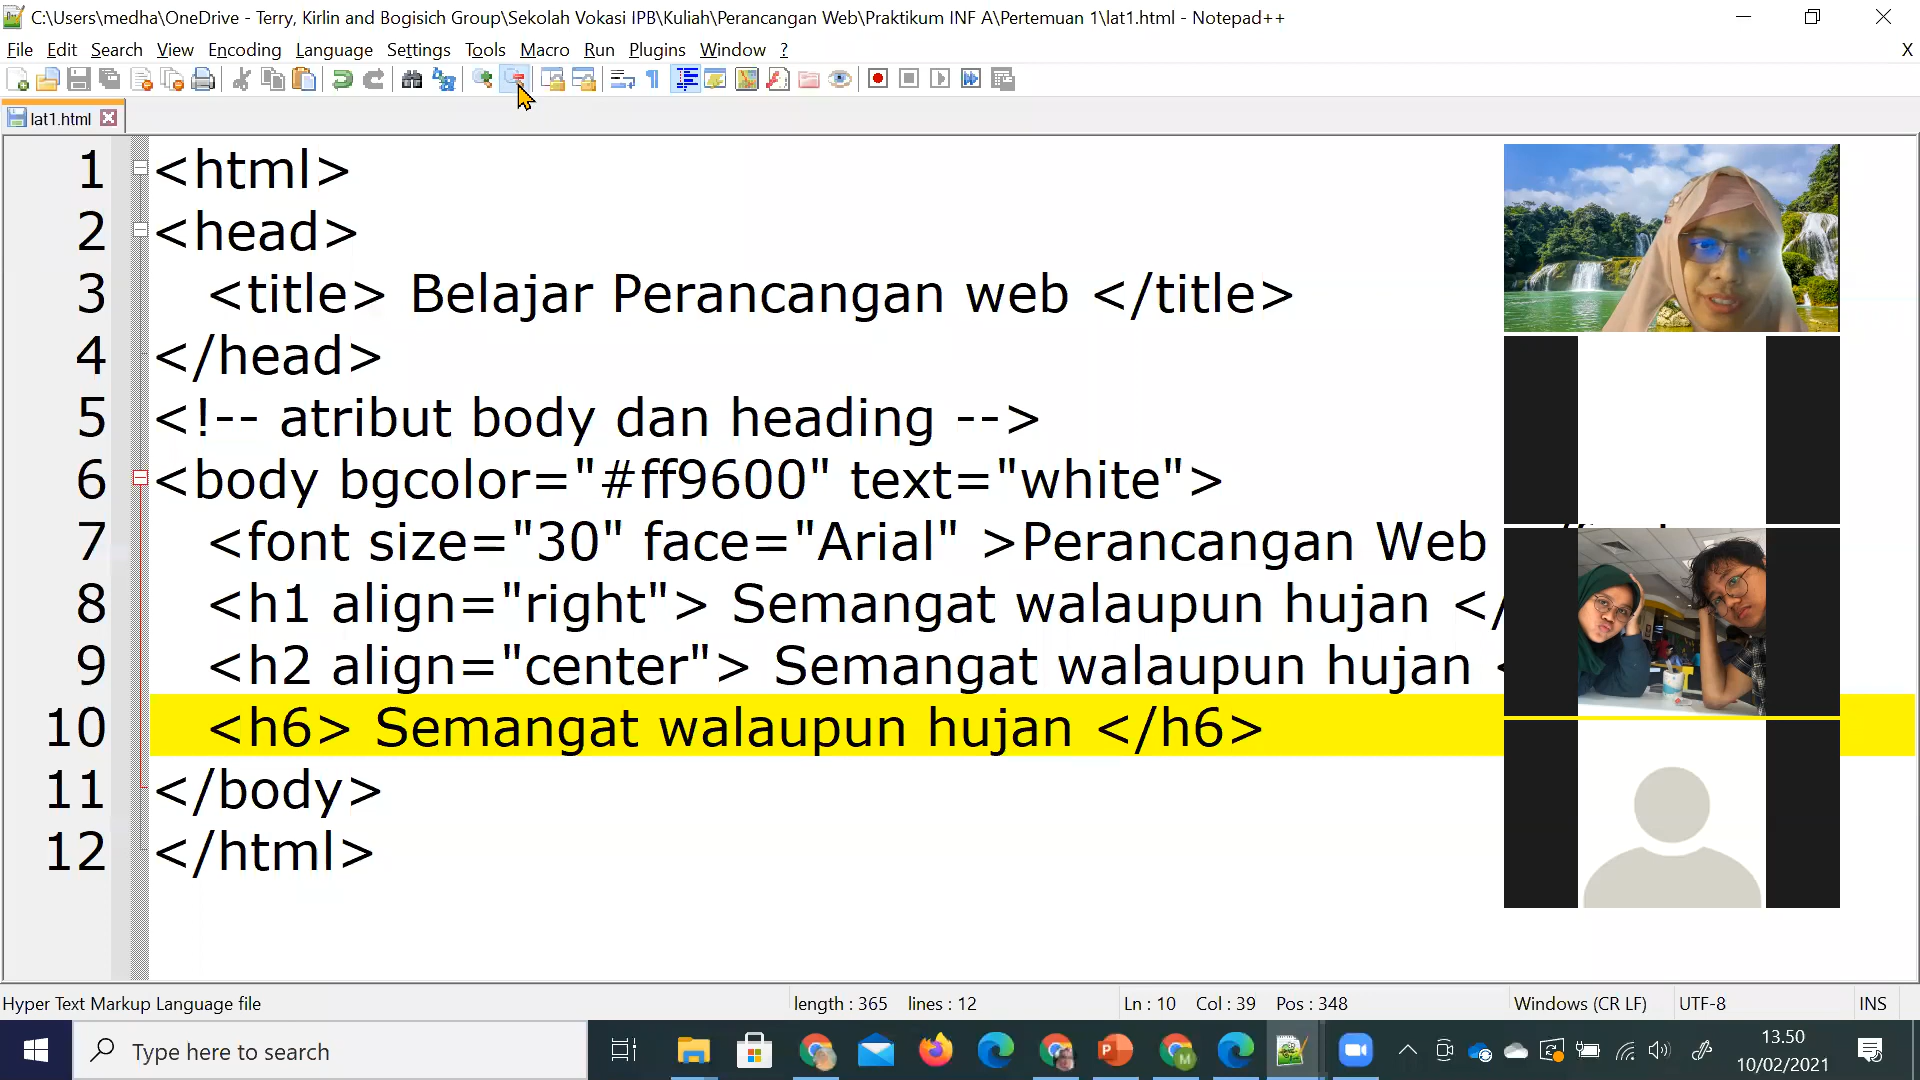 C:\Users\medha\OneDrive - Terry, Kirlin and Bogisich Group\Sekolah Vokasi IPB\Kuliah\Perancangan Web\Praktikum INF A\Pertemuan 1\lat1.html - Notepad++
File Edit Search View Encoding Language Settings Tools Macro Run Plugins Window ? X
lat1.html
1 <html>
2 <head>
3 <title> Belajar Perancangan web </title>
4 </head>
5 <!-- atribut body dan heading -->
6 <body bgcolor="#ff9600" text="white">
7 <font size="30" face="Arial" >Perancangan Web
8 <h1 align="right"> Semangat walaupun hujan </
9 <h2 align="center"> Semangat walaupun hujan <
10 <h6> Semangat walaupun hujan </h6>
11 </body>
12 </html>
Hyper Text Markup Language file length : 365 lines : 12 Ln : 10 Col : 39 Pos : 348 Windows (CR LF) UTF-8 INS
Type here to search
13.50
10/02/2021